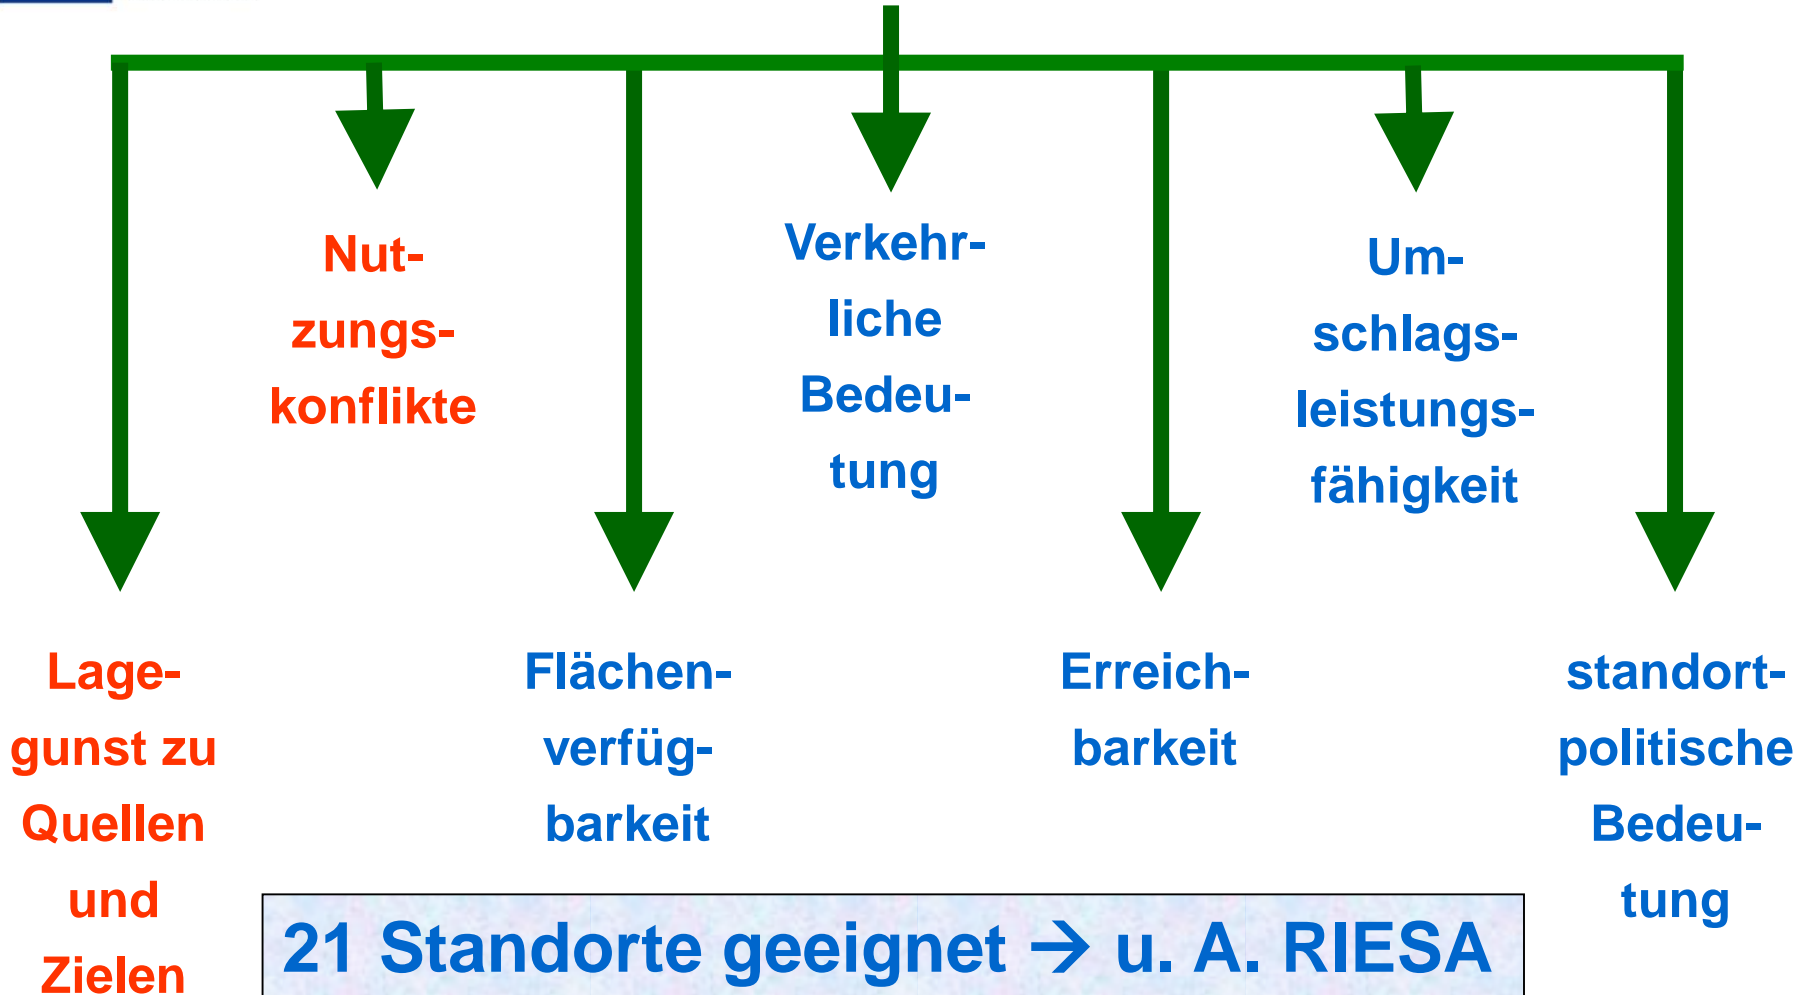 Nut-
zungs-
konflikte
Verkehr-
liche
Bedeu-
tung
Um-
schlags-
leistungs-
fähigkeit
Lage-
gunst zu
Quellen
und
Zielen
Flächen-
verfüg-
barkeit
Erreich-
barkeit
standort-
politische
Bedeu-
tung
21 Standorte geeignet → u. A. RIESA